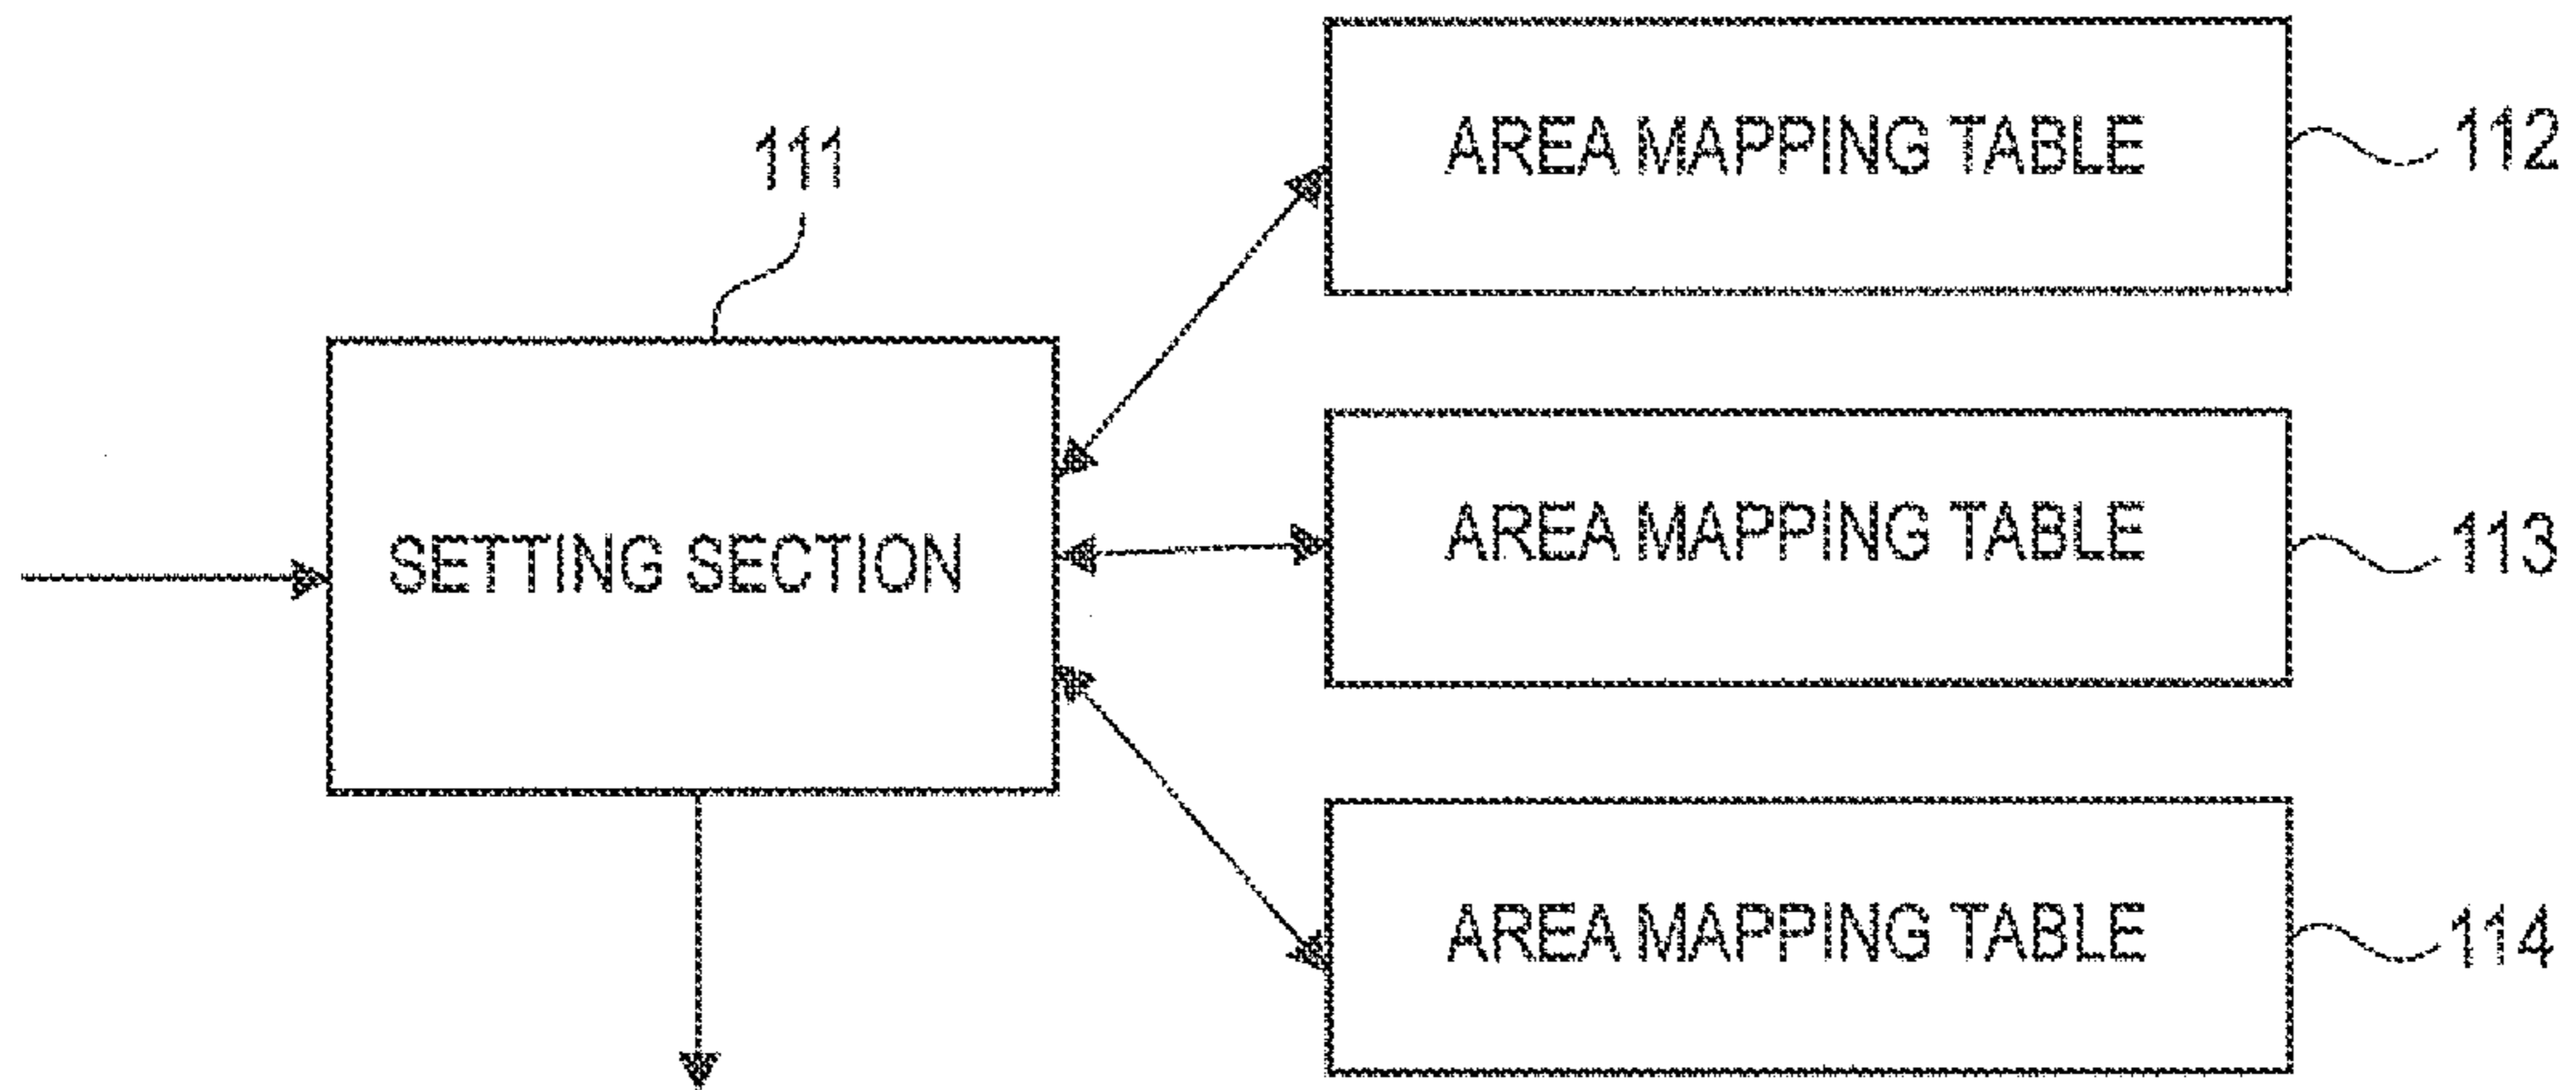 AREA MAPPING TABLE
112
111
SETTING SECTION
AREA MAPPING TABLE
113
AREA MAPPING TABLE
114